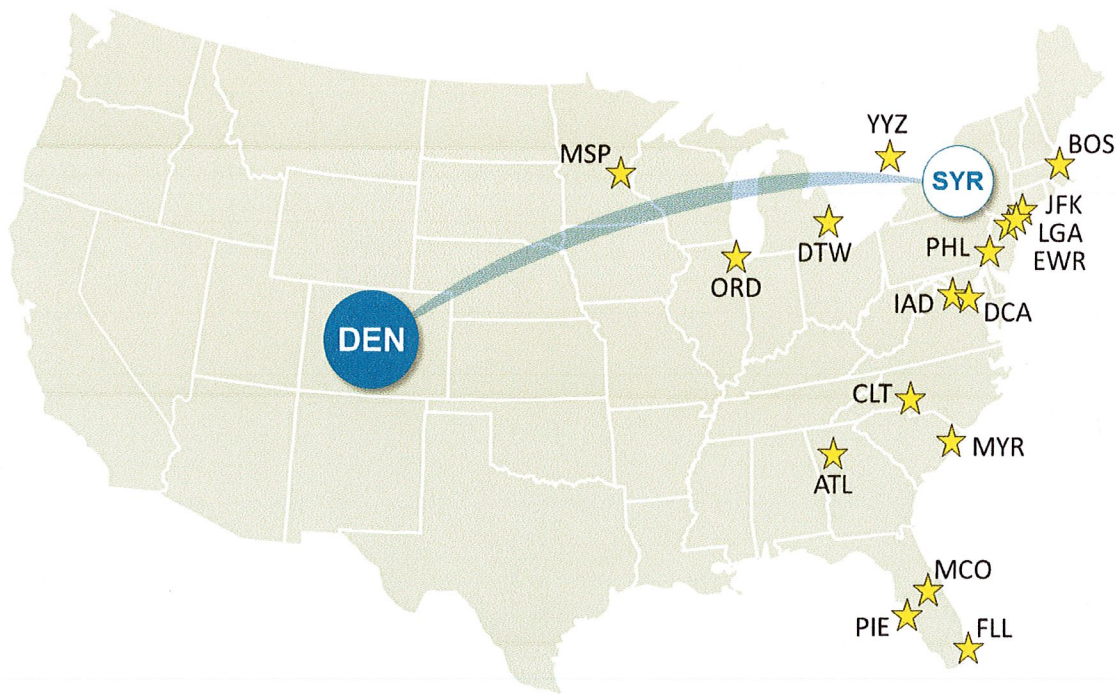 YYZ
BOS
MSP
SYR
JFK
LGA
EWR
PHL
DTW
ORD
IAD
DCA
DEN
CLT
MYR
ATL
MCO
PIE
FLL